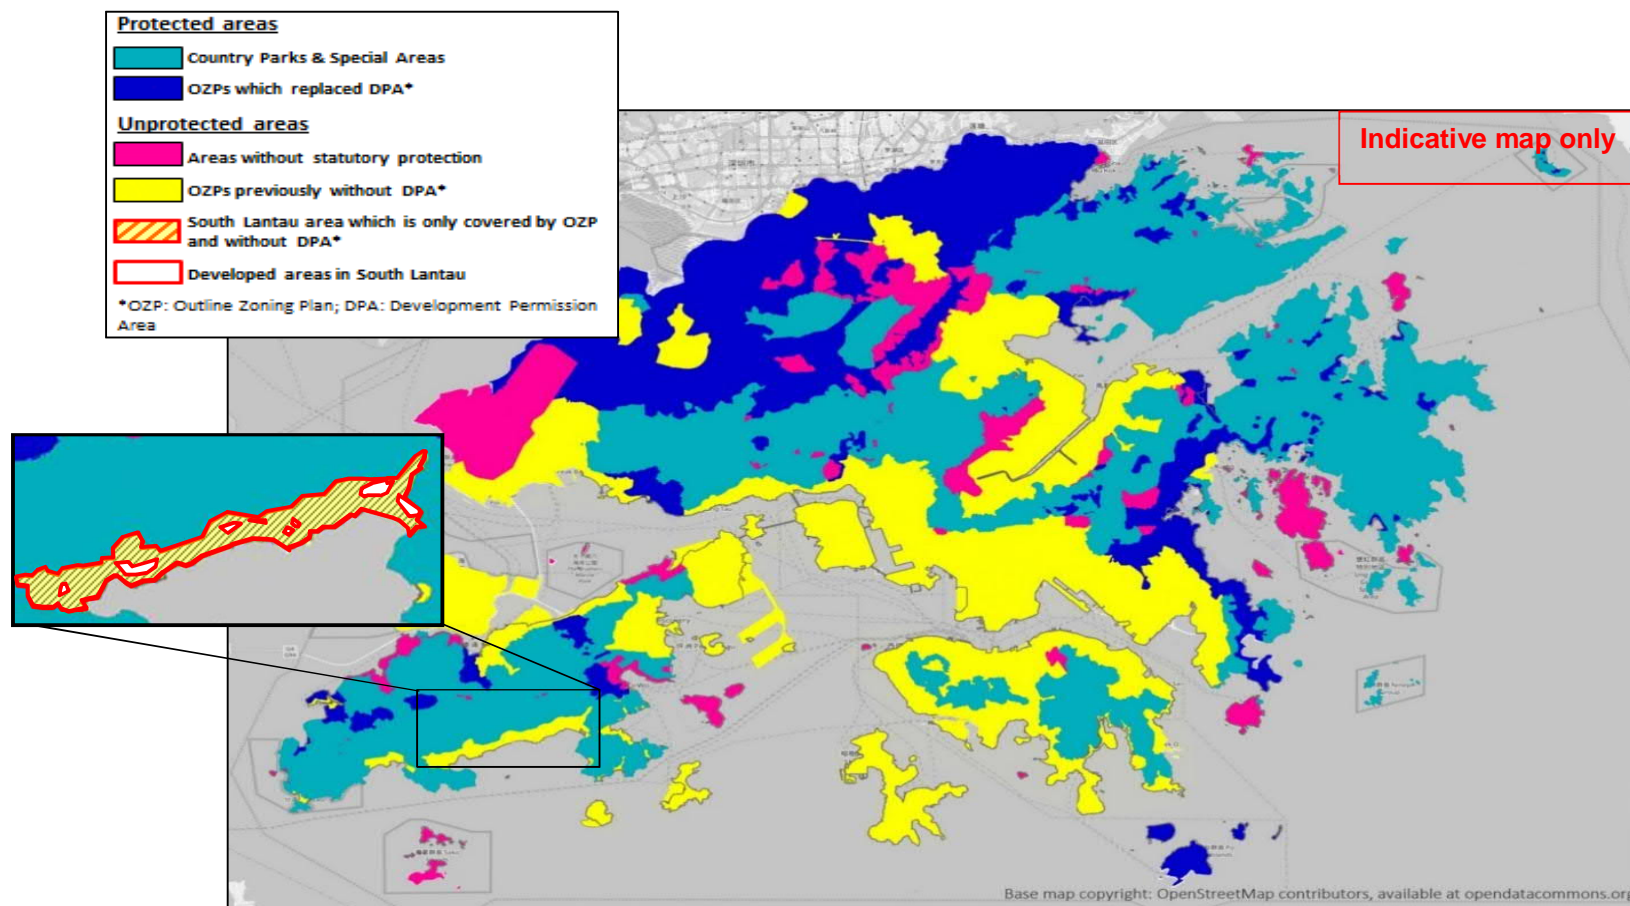 Protected areas
Country Parks & Special Areas
OZPs which replaced DPA*
Unprotected areas
Areas without statutory protection
OZPs previously without DPA*
South Lantau area which is only covered by OZP
and without DPA*
Developed areas in South Lantau
*OZP: Outline Zoning Plan; DPA: Development Permission
Area
Indicative map only
深圳市
Base map copyright: OpenStreetMap contributors, available at opendatacommons.org